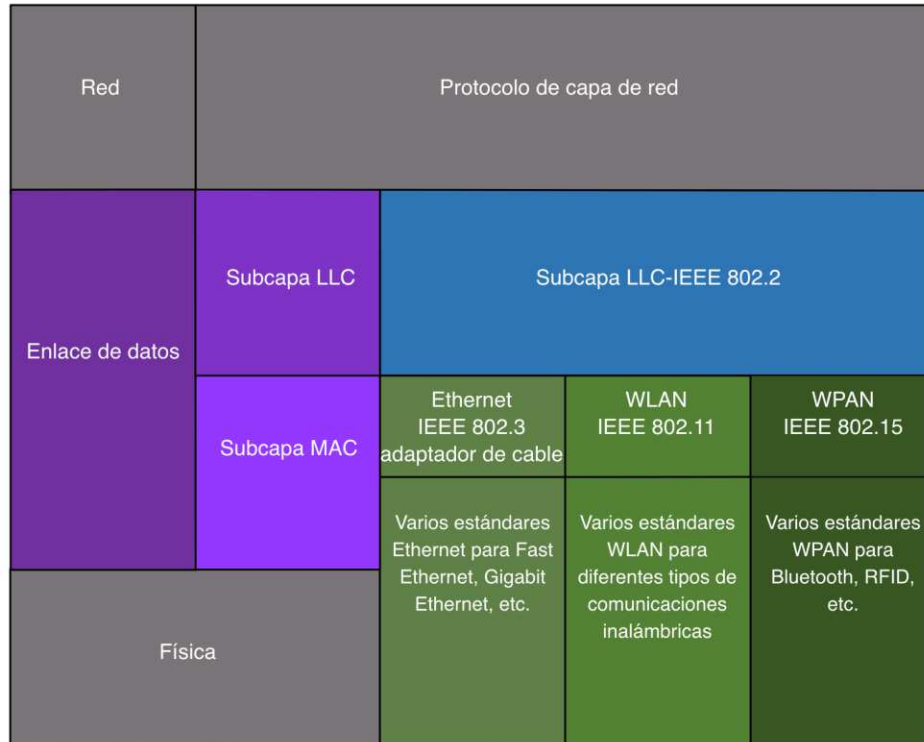 Red
Protocolo de capa de red
Enlace de datos
Subcapa LLC
Subcapa LLC-IEEE 802.2
Subcapa MAC
Ethernet
IEEE 802.3
adaptador de cable
WLAN
IEEE 802.11
WPAN
IEEE 802.15
Varios estándares
Ethernet para Fast
Ethernet, Gigabit
Ethernet, etc.
Varios estándares
WLAN para
diferentes tipos de
comunicaciones
inalámbricas
Varios estándares
WPAN para
Bluetooth, RFID,
etc.
Física